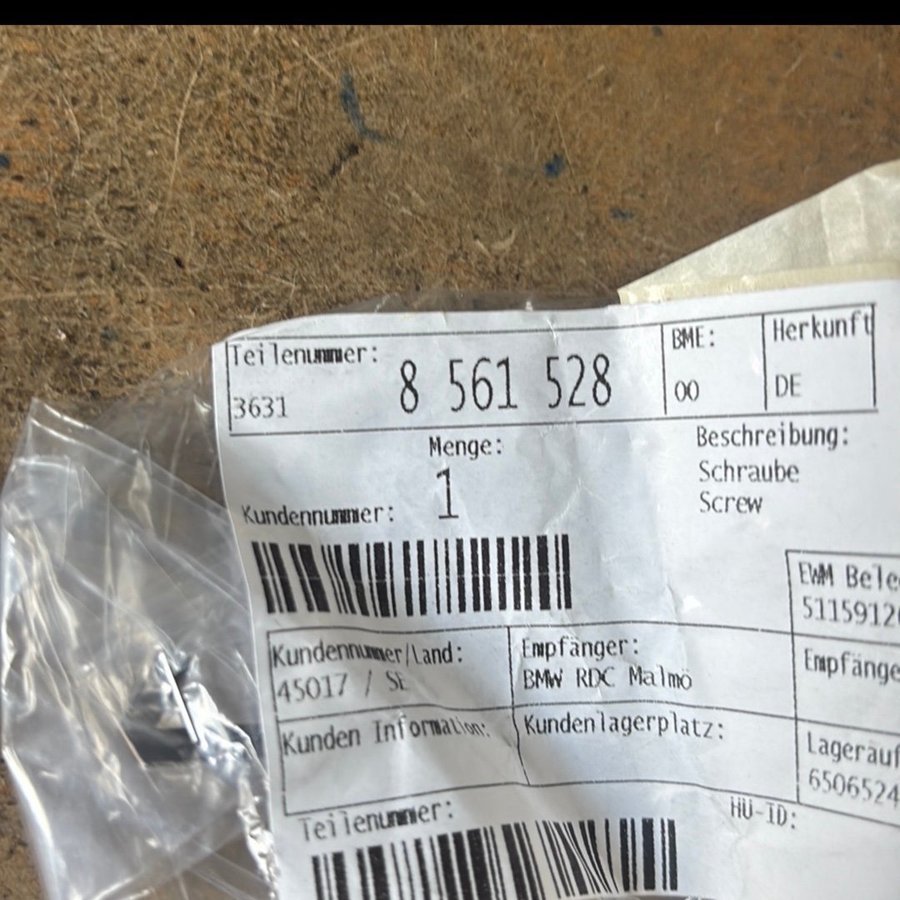 Teilenummer:
3631
8 561 528
BME:
00
Herkunft
DE
Menge:
1
Beschreibung:
Schraube
Screw
Kundennummer:
EWM Bele
5115912
Kundennummer/Land:
45017 / SE
Empfänger:
BMW RDC Malmö
Empfänge
Kunden Information:
Kundenlagerplatz:
Lagerauf
6506524
Teilenummer:
HU-ID: